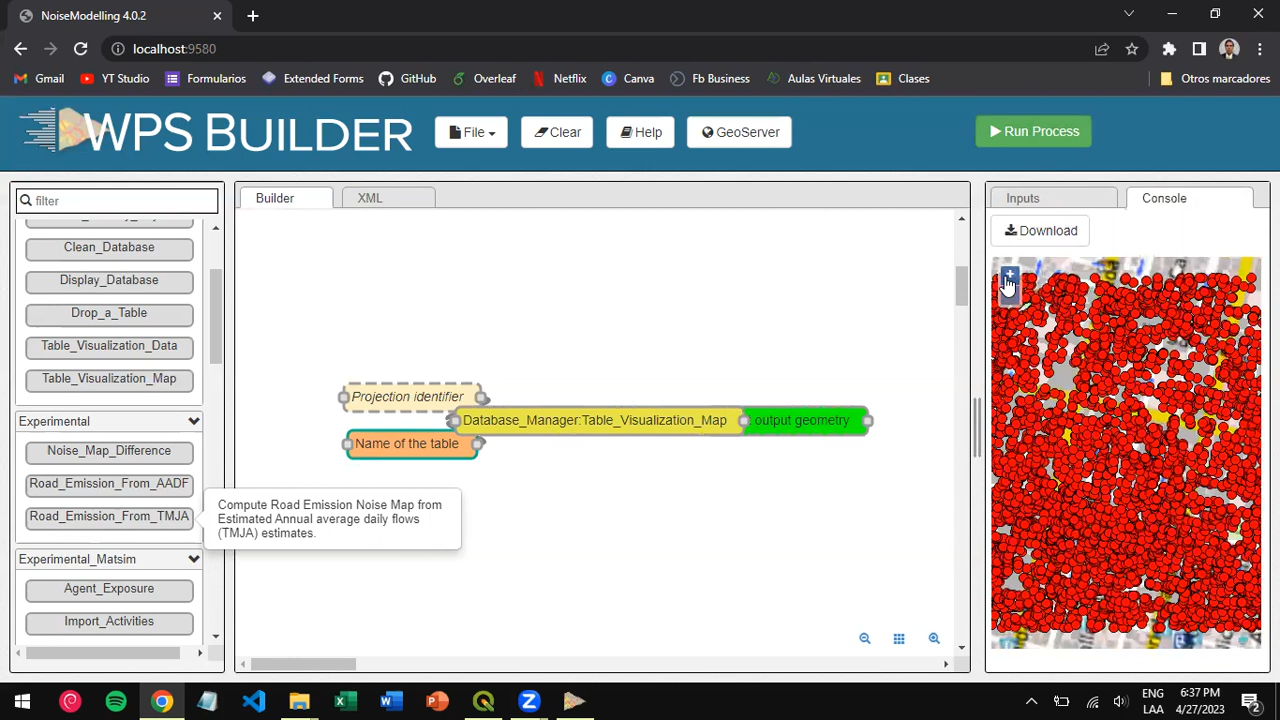 NoiseModelling 4.0.2
localhost:9580
Gmail
YT Studio
Formularios
Extended Forms
GitHub
Overleaf
Netflix
Canva
Fb Business
Aulas Virtuales
Clases
Otros marcadores
WPS BUILDER
File
Clear
Help
GeoServer
Run Process
filter
Builder
XML
Inputs
Console
Download
Clean_Database
Display_Database
Drop_a_Table
Table_Visualization_Data
Table_Visualization_Map
Experimental
Noise_Map_Difference
Road_Emission_From_AADF
Road_Emission_From_TMJA
Experimental_Matsim
Agent_Exposure
Import_Activities
Compute Road Emission Noise Map from
Estimated Annual average daily flows
(TMJA) estimates.
Projection identifier
Database_Manager:Table_Visualization_Map
output geometry
Name of the table
ENG
LAA
6:37 PM
4/27/2023
2